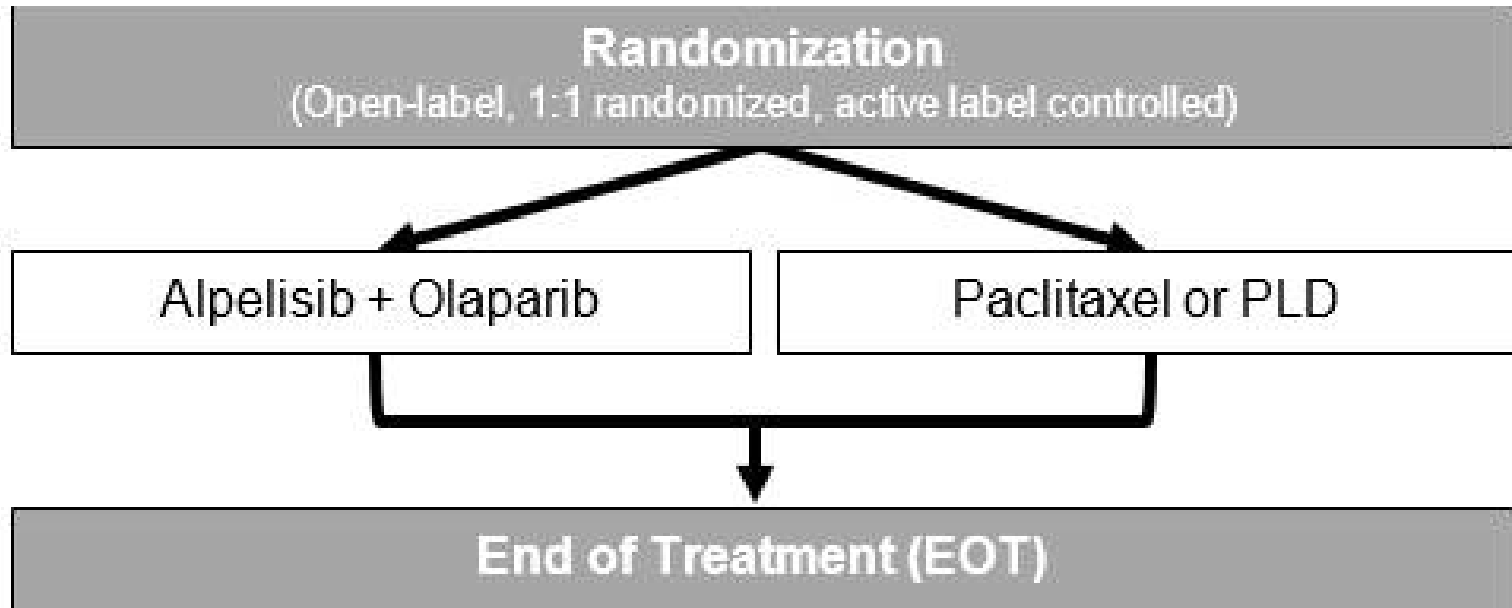 Randomization
(Open-label, 1:1 randomized, active label controlled)
Alpelisib + Olaparib
Paclitaxel or PLD
End of Treatment (EOT)